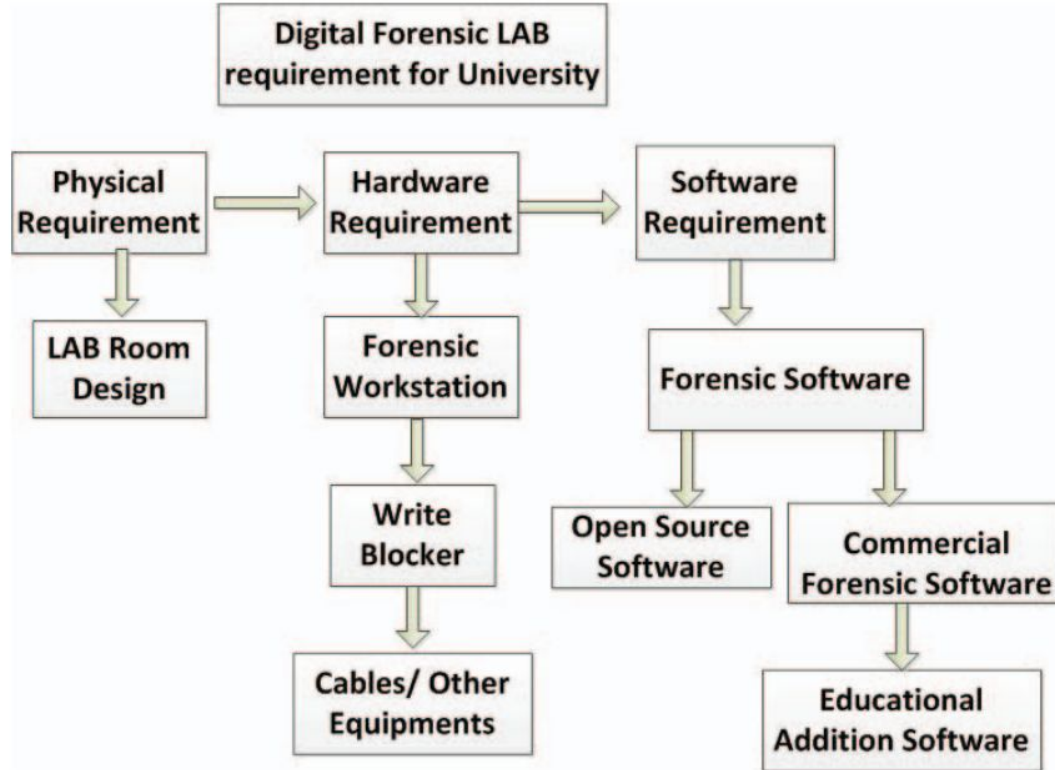 Digital Forensic LAB
requirement for University
Physical
Requirement
Hardware
Requirement
Software
Requirement
LAB Room
Design
Forensic
Workstation
Forensic Software
Write
Blocker
Open Source
Software
Commercial
Forensic Software
Cables/ Other
Equipments
Educational
Addition Software